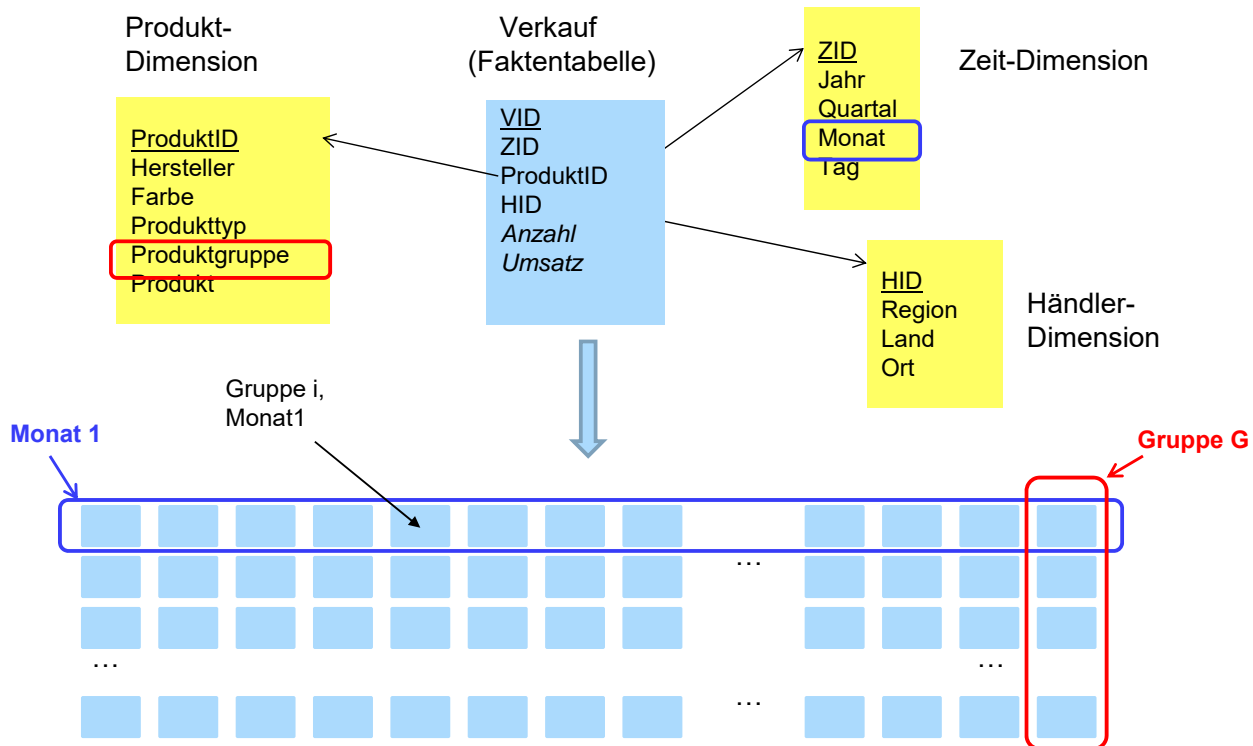 Produkt-
Dimension
Verkauf
(Faktentabelle)
Zeit-Dimension
ProduktID
Hersteller
Farbe
Produkttyp
Produktgruppe
Produkt
VID
ZID
ProduktID
HID
Anzahl
Umsatz
ZID
Jahr
Quartal
Monat
Tag
HID
Region
Land
Ort
Händler-
Dimension
Gruppe i,
Monat1
Monat 1
Gruppe G
...
...
...
...